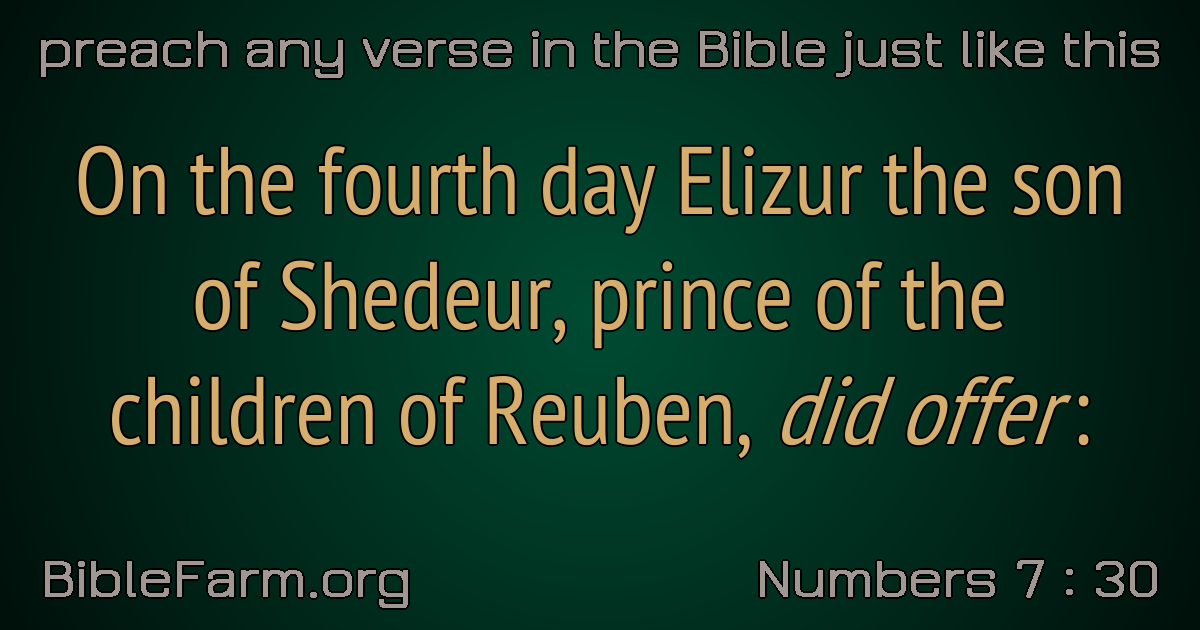 preach any verse in the Bible just like this
On the fourth day Elizur the son
of Shedeur, prince of the
children of Reuben, did offer:
BibleFarm.org
Numbers 7 : 30